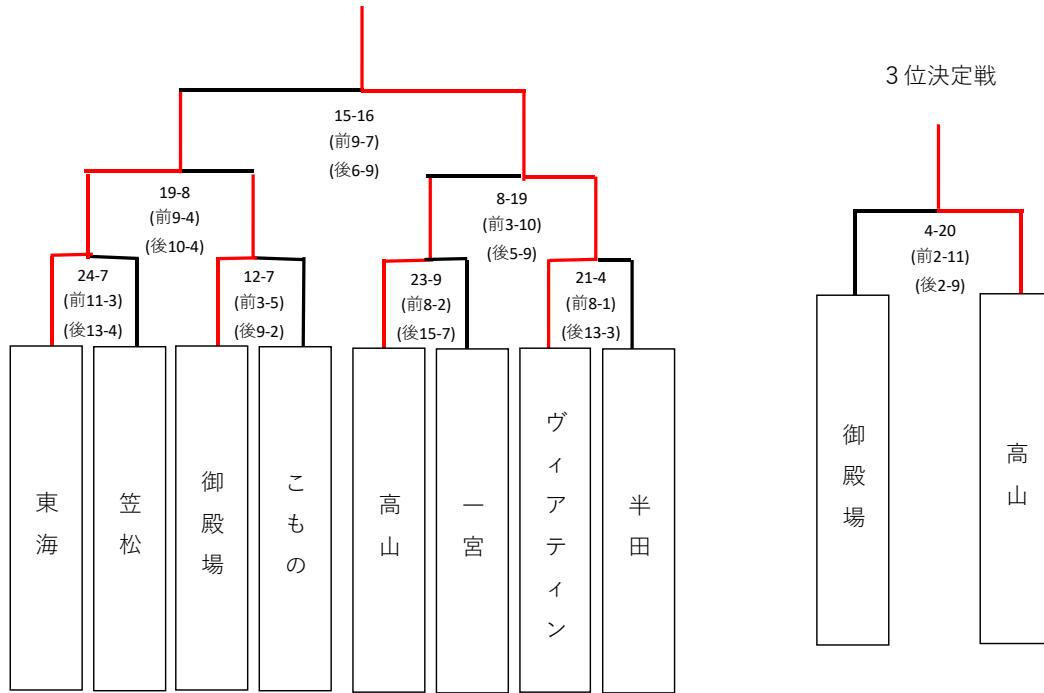 ３位決定戦
15-16
(前9-7)
(後6-9)
19-8
(前9-4)
(後10-4)
8-19
(前3-10)
(後5-9)
4-20
(前2-11)
(後2-9)
24-7
(前11-3)
(後13-4)
12-7
(前3-5)
(後9-2)
23-9
(前8-2)
(後15-7)
21-4
(前8-1)
(後13-3)
東海
笠松
御殿場
こもの
高山
一宮
ヴィアティン
半田
御殿場
高山